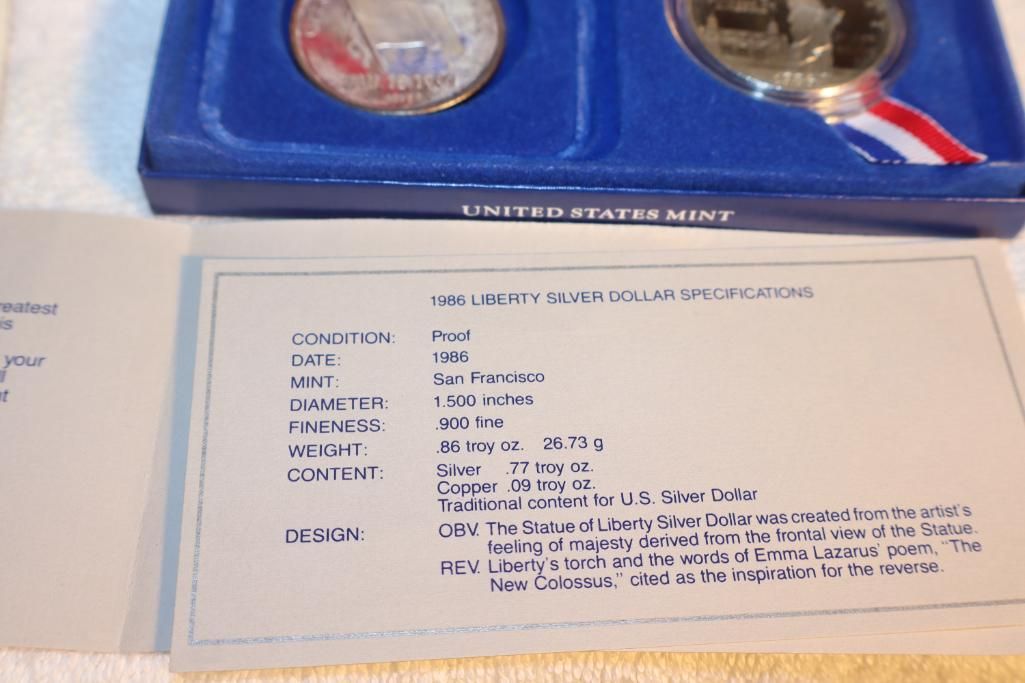 UNITED STATES MINT
reatest
is
your
1986 LIBERTY SILVER DOLLAR SPECIFICATIONS
CONDITION: Proof
DATE: 1986
MINT: San Francisco
DIAMETER: 1.500 inches
FINENESS: .900 fine
WEIGHT: .86 troy oz. 26.73 g
CONTENT: Silver .77 troy oz.
Copper .09 troy oz.
Traditional content for U.S. Silver Dollar
DESIGN: OBV. The Statue of Liberty Silver Dollar was created from the artist's
feeling of majesty derived from the frontal view of the Statue.
REV. Liberty's torch and the words of Emma Lazarus' poem, "The
New Colossus," cited as the inspiration for the reverse.